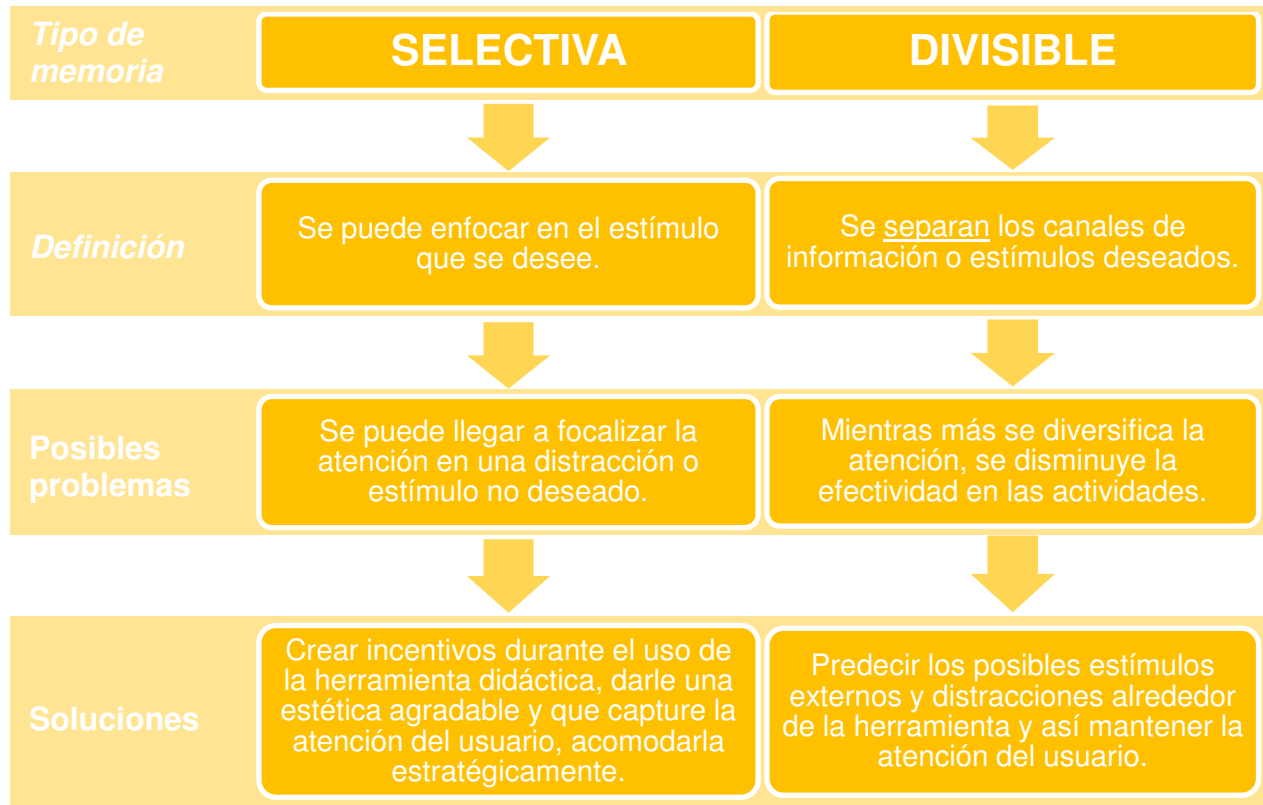 Tipo de
memoria
SELECTIVA
DIVISIBLE
Definición
Se puede enfocar en el estímulo
que se desee.
Se separan los canales de
información o estímulos deseados.
Posibles
problemas
Se puede llegar a focalizar la
atención en una distracción o
estímulo no deseado.
Mientras más se diversifica la
atención, se disminuye la
efectividad en las actividades.
Soluciones
Crear incentivos durante el uso de
la herramienta didáctica, darle una
estética agradable y que capture la
atención del usuario, acomodarla
estratégicamente.
Predecir los posibles estímulos
externos y distracciones alrededor
de la herramienta y así mantener la
atención del usuario.